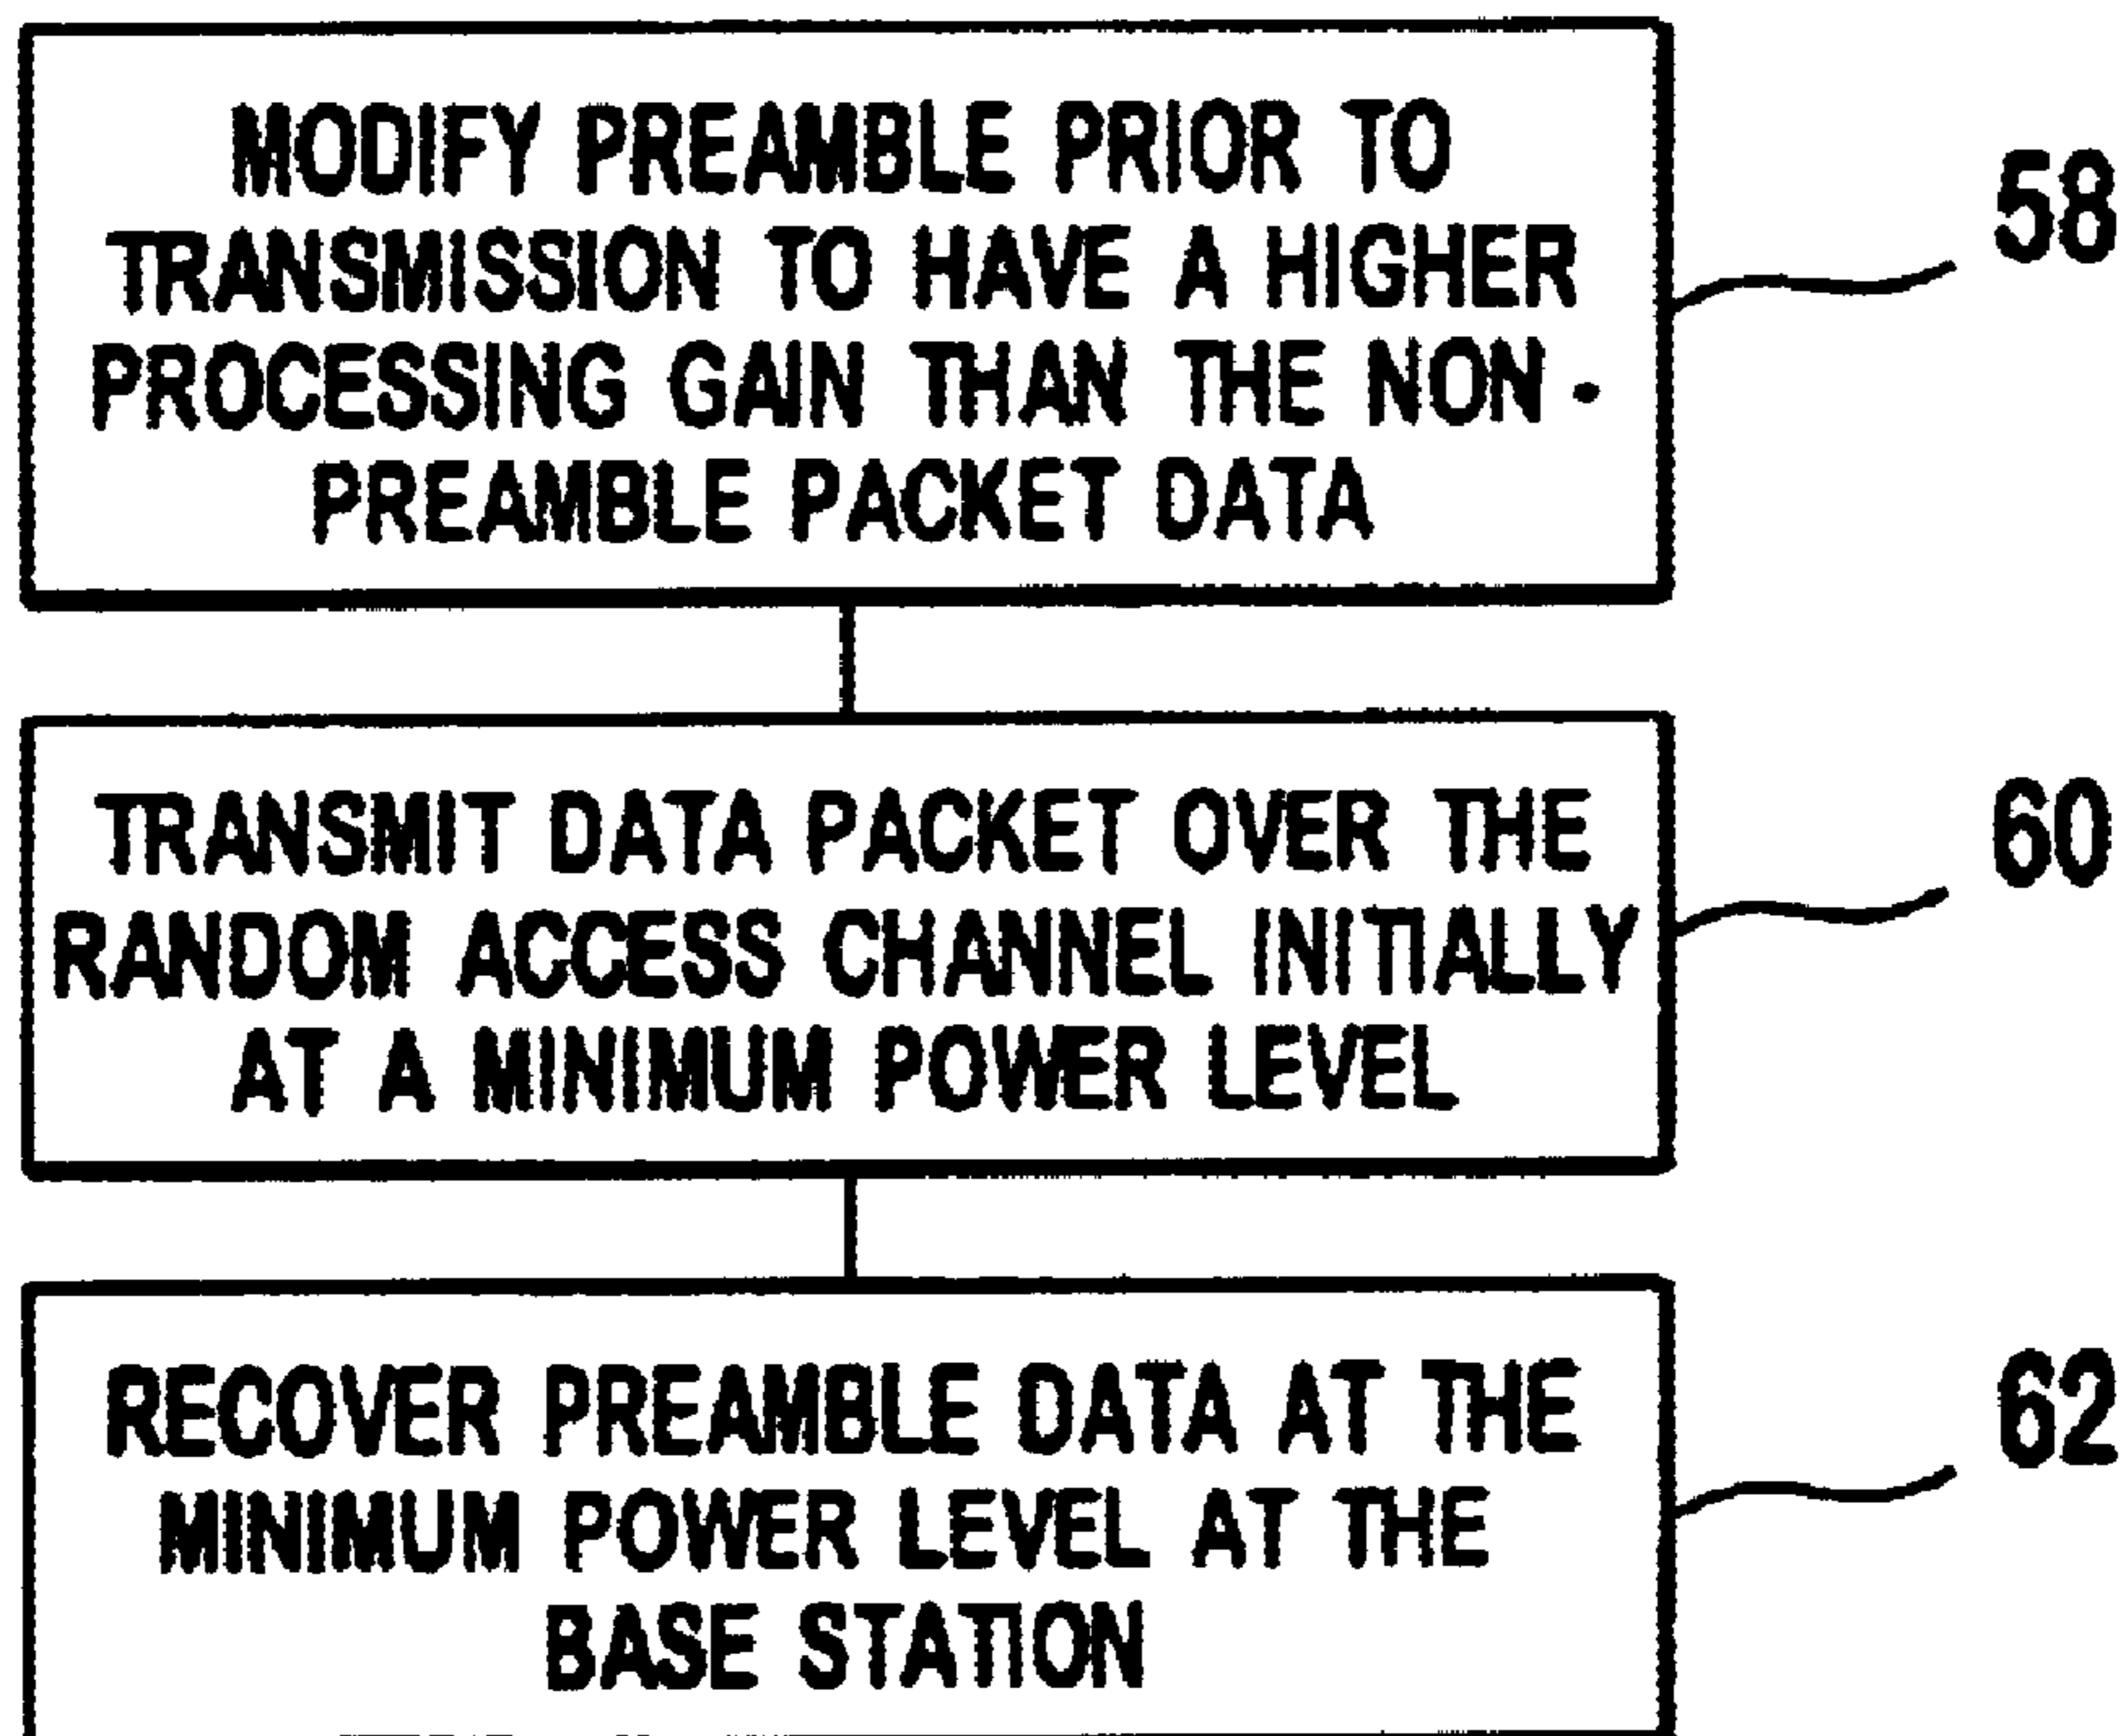 MODIFY PREAMBLE PRIOR TO
TRANSMISSION TO HAVE A HIGHER
PROCESSING GAIN THAN THE NON-
PREAMBLE PACKET DATA
58
TRANSMIT DATA PACKET OVER THE
RANDOM ACCESS CHANNEL INITIALLY
AT A MINIMUM POWER LEVEL
60
RECOVER PREAMBLE DATA AT THE
MINIMUM POWER LEVEL AT THE
BASE STATION
62